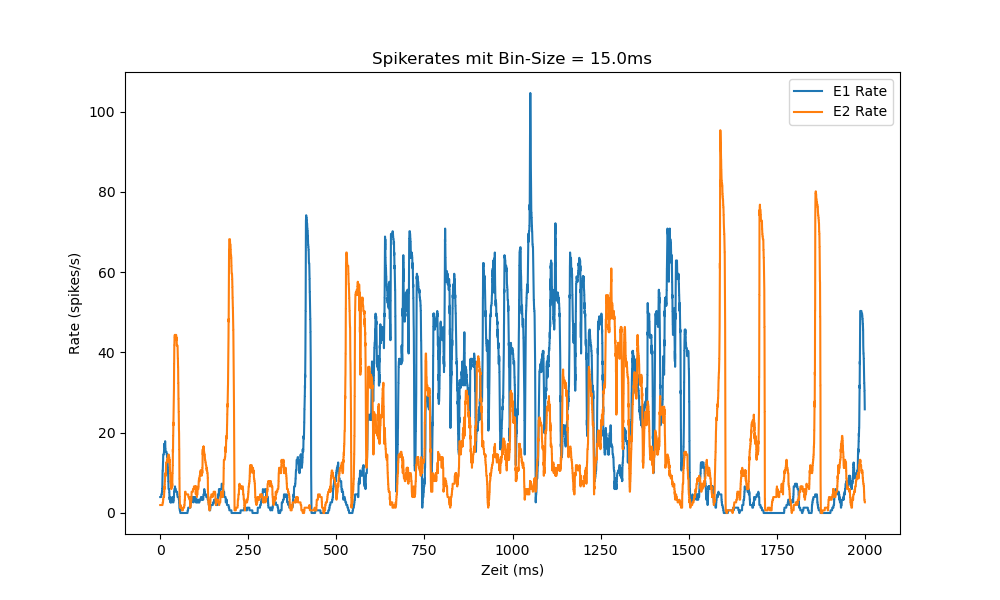 Spikerates mit Bin-Size = 15.0ms
E1 Rate
E2 Rate
Rate (spikes/s)
100
80
60
40
20
0
0 250 500 750 1000 1250 1500 1750 2000
Zeit (ms)